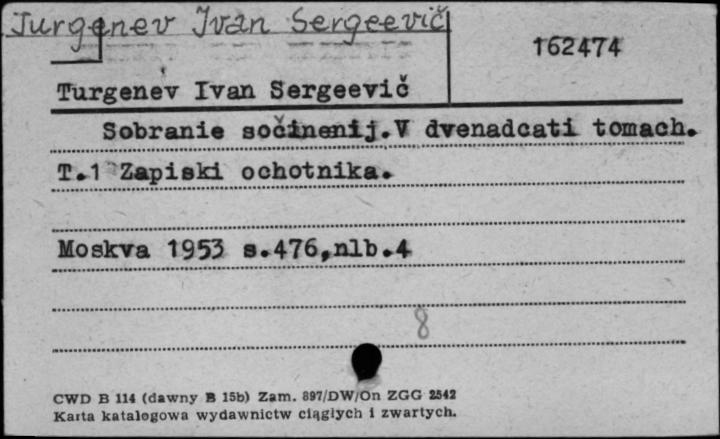 Turgenev Ivan Sergeevič
162474
Turgenev Ivan Sergeevič
Sobranie sočinenij.V dvenadcati tomach.
T.1 Zapiski ochotnika.
Moskva 1953 s.476,nlb.4
8
CWD B 114 (dawny B 15b) Zam. 897/DW/On ZGG 2542
Karta katalogowa wydawnictw ciągłych i zwartych.